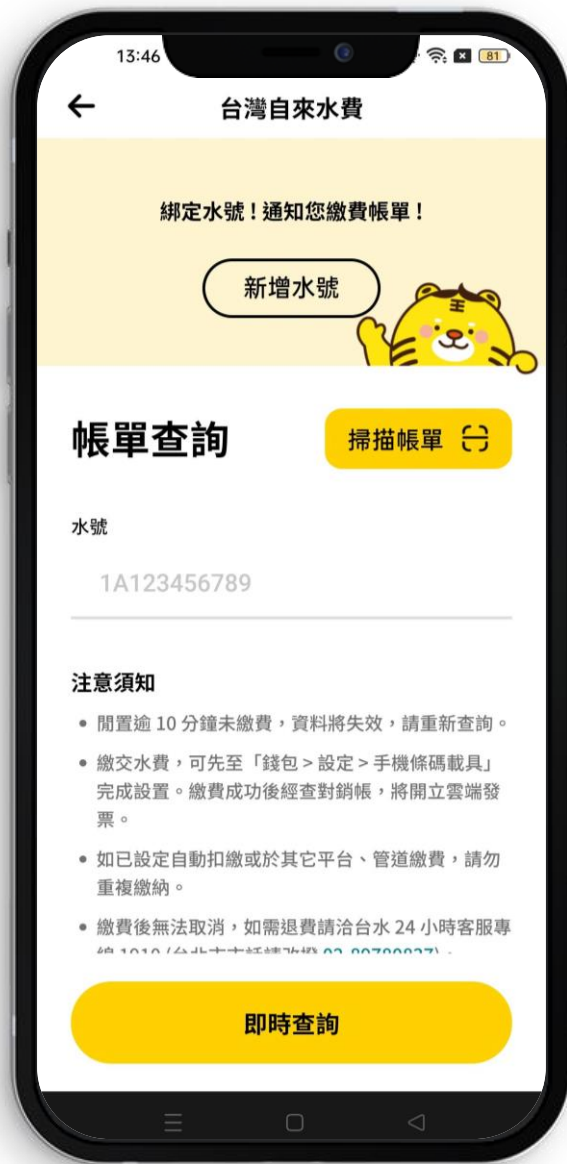 13:46
81
台灣自來水費
綁定水號！通知您繳費帳單！
新增水號
王
帳單查詢
掃描帳單
水號
1A123456789
注意須知
• 閒置逾 10 分鐘未繳費，資料將失效，請重新查詢。
• 繳交水費，可先至「錢包 > 設定 > 手機條碼載具」
完成設置。繳費成功後經查對銷帳，將開立雲端發
票。
• 如已設定自動扣繳或於其它平台、管道繳費，請勿
重複繳納。
• 繳費後無法取消，如需退費請洽台水 24 小時客服專
即時查詢